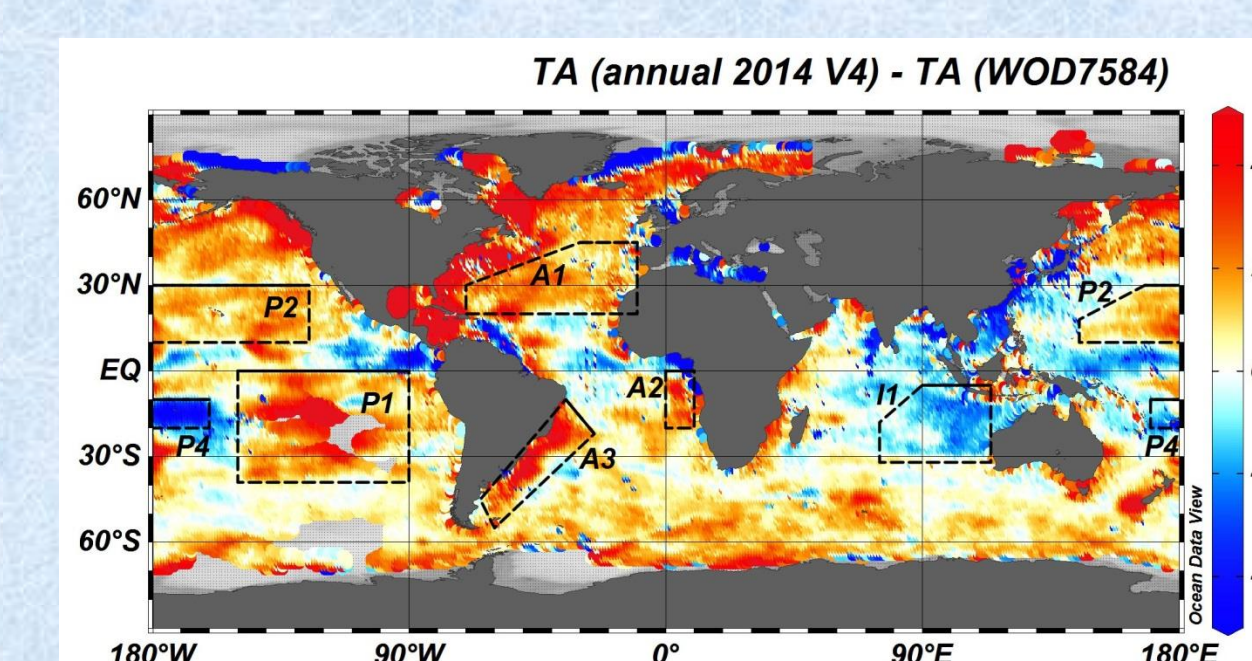 TA (annual 2014 V4) - TA (WOD7584)
60°N
30°N
A1
P2
P2
EQ
A2
I1
P1
P4
P4
30°S
A3
60°S
Ocean Data View
180°W
90°W
0°
90°E
180°E